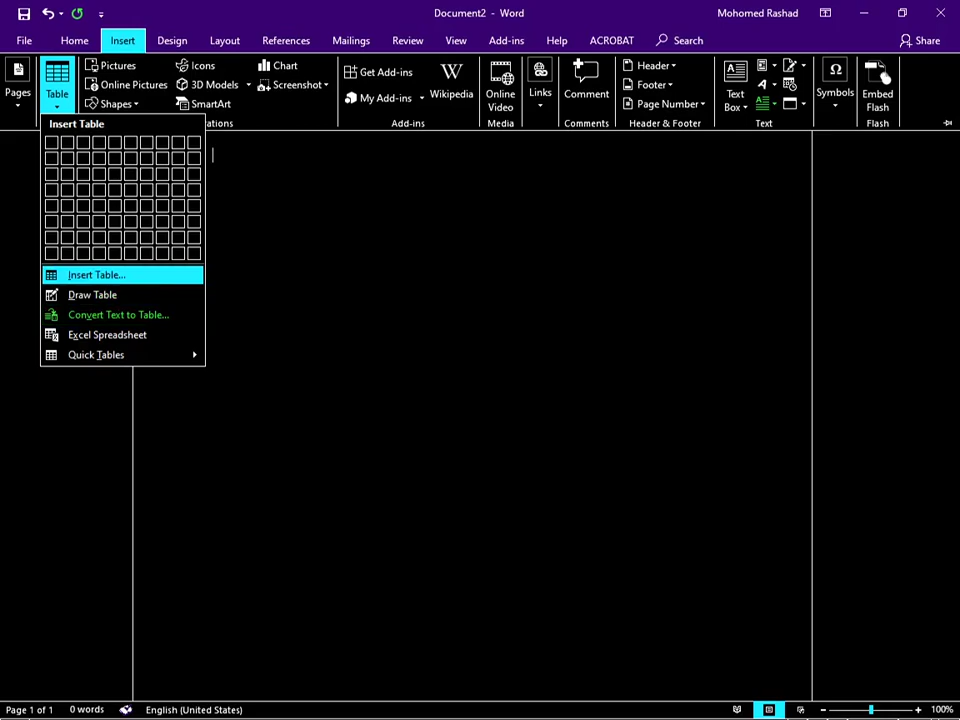 Document2 - Word
Mohomed Rashad
File Home Insert Design Layout References Mailings Review View Add-ins Help ACROBAT Search Share
Pages
Table
Pictures
Online Pictures
Shapes
Icons
3D Models
SmartArt
Chart
Screenshot
rations
Get Add-ins
My Add-ins
Wikipedia
Add-ins
Online
Video
Media
Links
Comment
Comments
Header
Footer
Page Number
Header & Footer
Text
Box
Text
Symbols
Embed
Flash
Flash
Insert Table
Insert Table...
Draw Table
Convert Text to Table...
Excel Spreadsheet
Quick Tables
Page 1 of 1 0 words English (United States) 100%